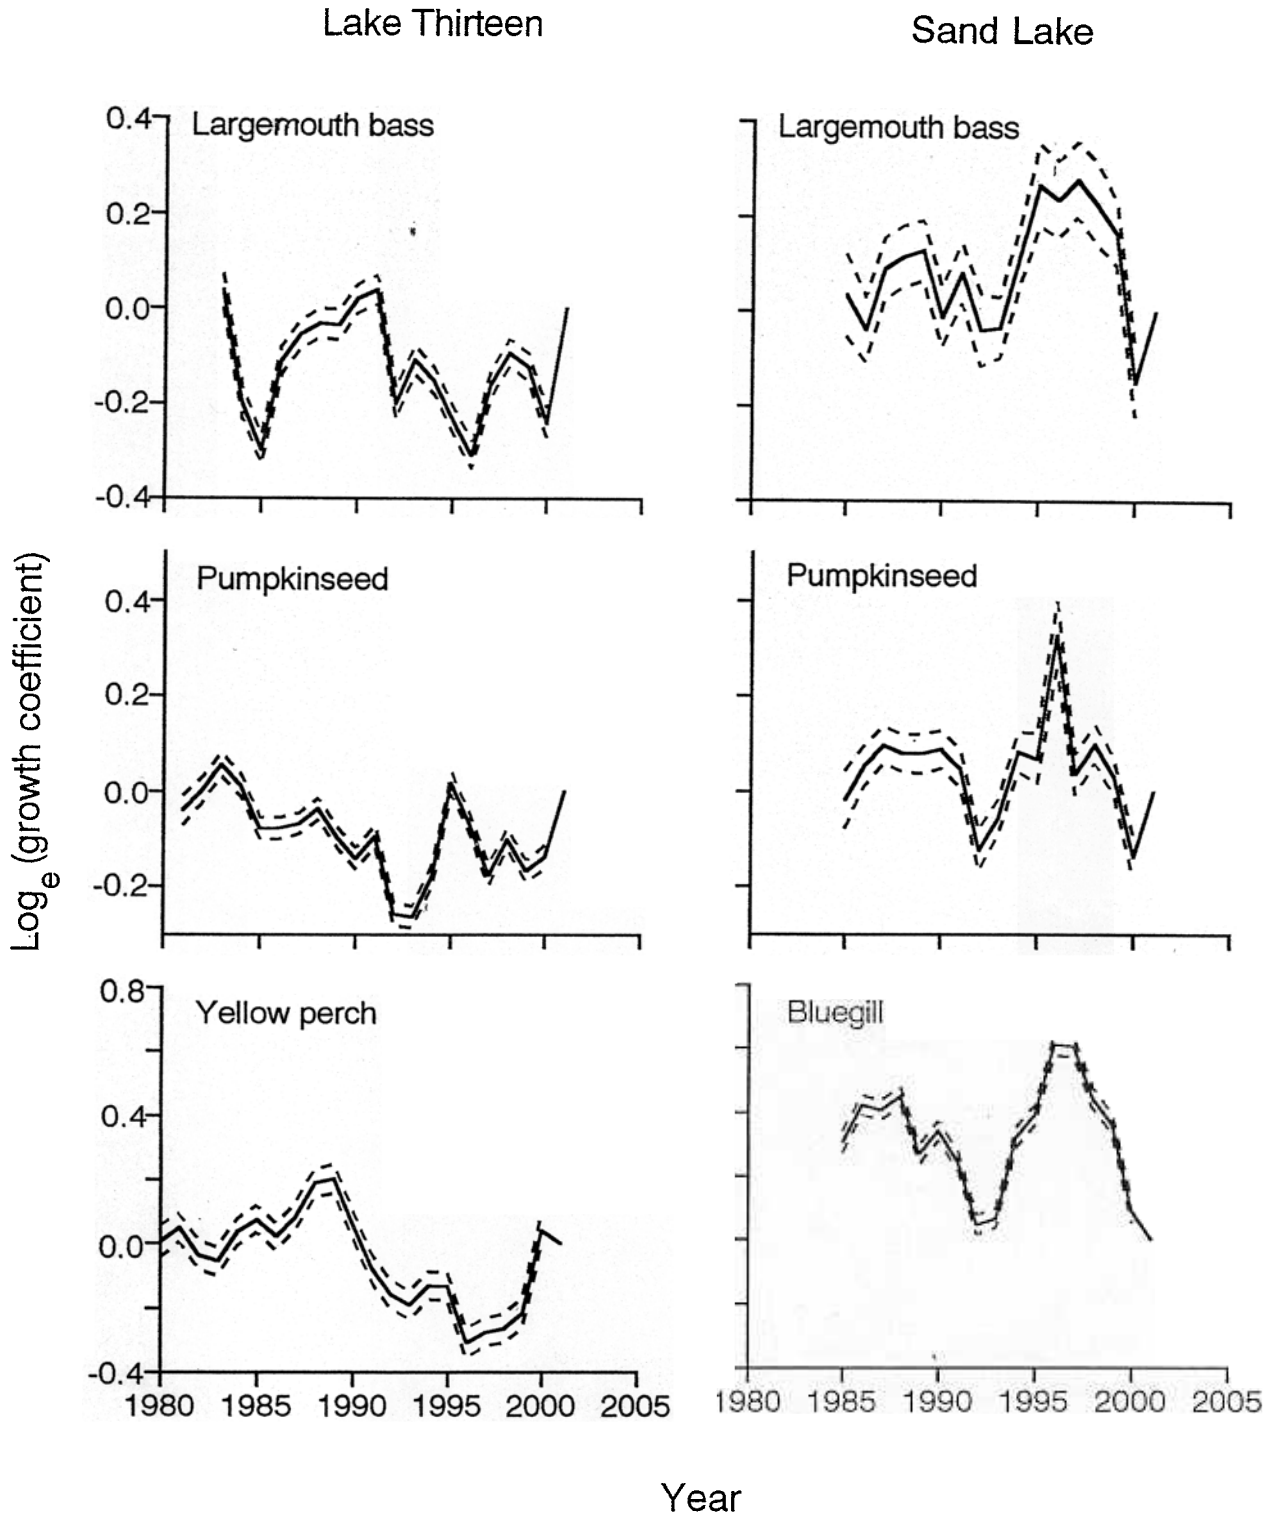 Lake Thirteen
Sand Lake
Largemouth bass
Largemouth bass
0.4
0.2
0.0
-0.2
-0.4
Pumpkinseed
Pumpkinseed
0.4
0.2
0.0
-0.2
Yellow perch
Bluegill
0.8
0.4
0.0
-0.4
1980 1985 1990 1995 2000 2005
1980 1985 1990 1995 2000 2005
Loge (growth coefficient)
Year